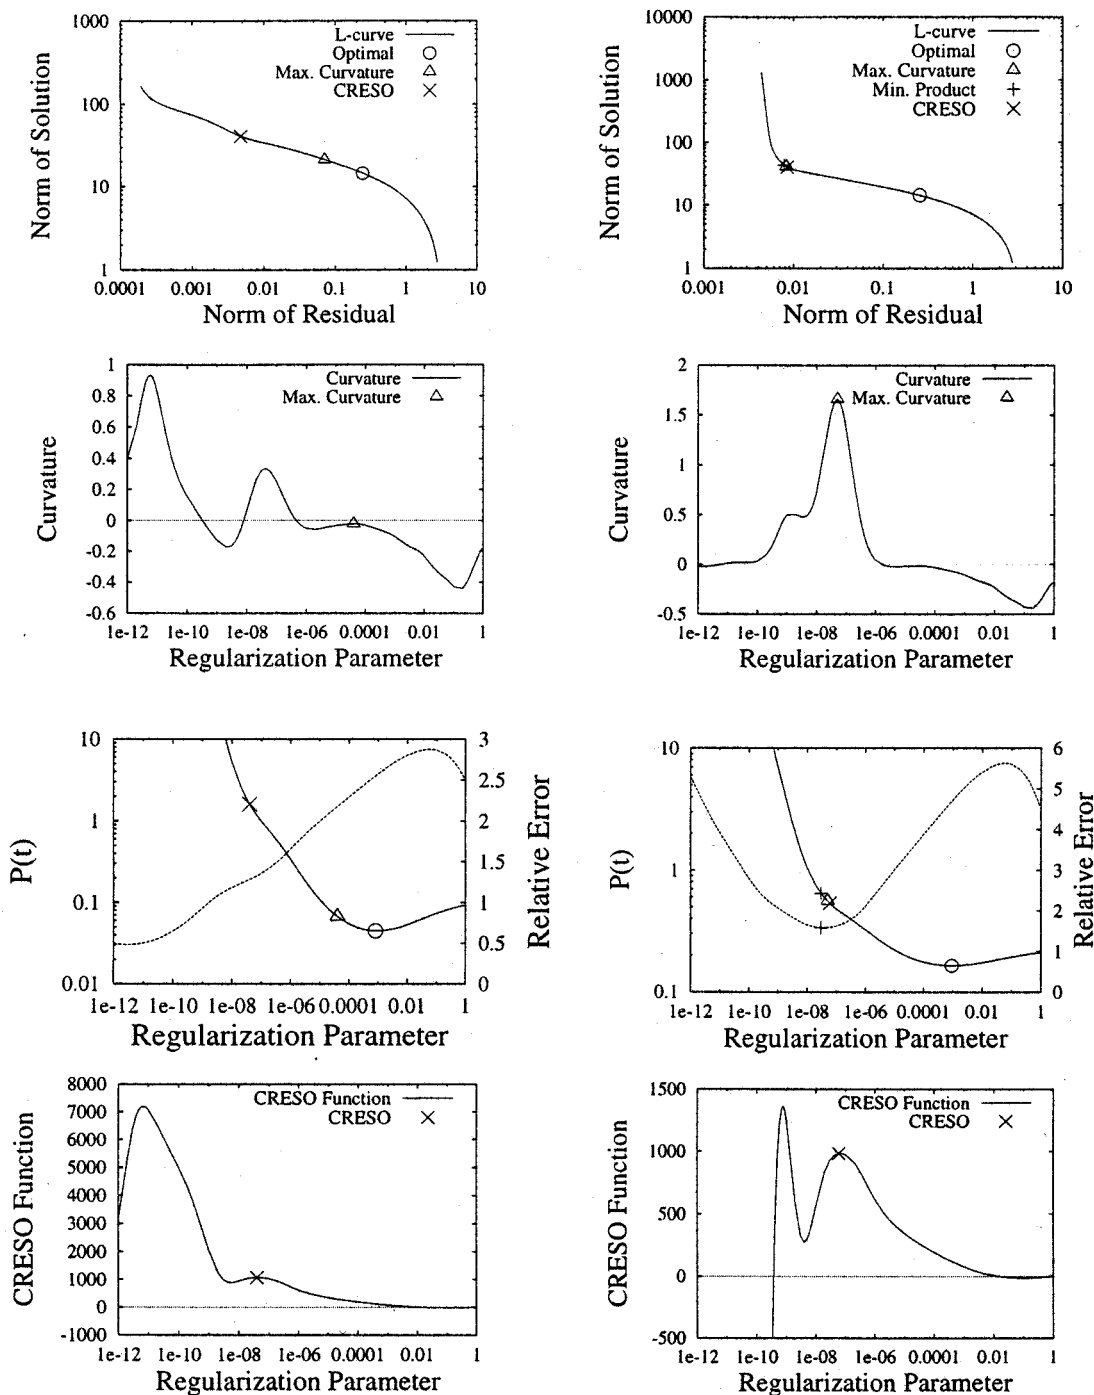 1000
100
10
1
Norm of Solution
L-curve
Optimal
Max. Curvature
CRESO
0.0001 0.001 0.01 0.1 1 10
Norm of Residual
10000
1000
100
10
1
Norm of Solution
L-curve
Optimal
Max. Curvature
Min. Product
CRESO
0.001 0.01 0.1 1 10
Norm of Residual
1
0.8
0.6
0.4
0.2
0
-0.2
-0.4
-0.6
Curvature
Curvature
Max. Curvature
1e-12 1e-10 1e-08 1e-06 0.0001 0.01 1
Regularization Parameter
2
1.5
1
0.5
0
-0.5
Curvature
Curvature
Max. Curvature
1e-12 1e-10 1e-08 1e-06 0.0001 0.01 1
Regularization Parameter
10
1
0.1
0.01
P(t)
3
2.5
2
1.5
1
0.5
0
Relative Error
1e-12 1e-10 1e-08 1e-06 0.0001 0.01 1
Regularization Parameter
10
1
0.1
P(t)
6
5
4
3
2
1
0
Relative Error
1e-12 1e-10 1e-08 1e-06 0.0001 0.01 1
Regularization Parameter
8000
7000
6000
5000
4000
3000
2000
1000
0
-1000
CRESO Function
CRESO Function
CRESO
1e-12 1e-10 1e-08 1e-06 0.0001 0.01 1
Regularization Parameter
1500
1000
500
0
-500
CRESO Function
CRESO Function
CRESO
1e-12 1e-10 1e-08 1e-06 0.0001 0.01 1
Regularization Parameter